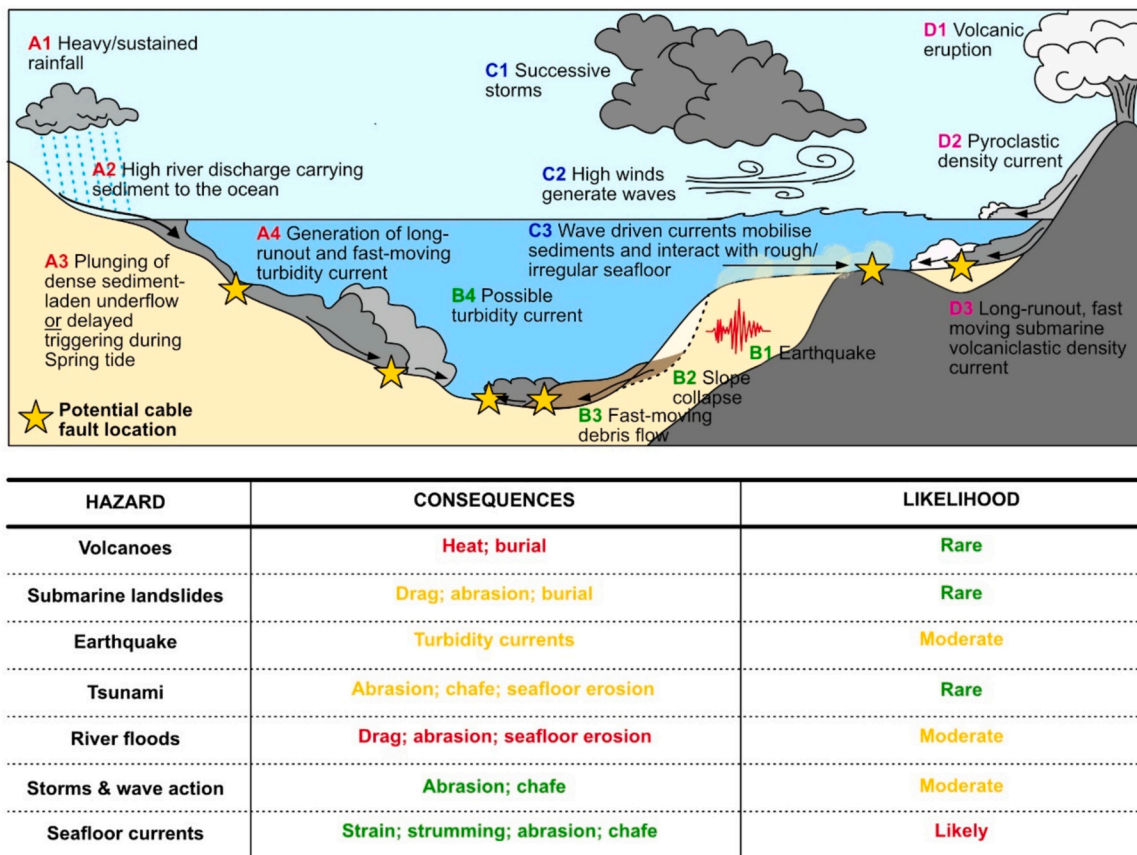 A1 Heavy/sustained
rainfall
A2 High river discharge carrying
sediment to the ocean
A3 Plunging of
dense sediment-
laden underflow
or delayed
triggering during
Spring tide
A4 Generation of long-
runout and fast-moving
turbidity current
B4 Possible
turbidity current
C1 Successive
storms
C2 High winds
generate waves
C3 Wave driven currents mobilise
sediments and interact with rough/
irregular seafloor
B1 Earthquake
B2 Slope
collapse
B3 Fast-moving
debris flow
D1 Volcanic
eruption
D2 Pyroclastic
density current
D3 Long-runout, fast
moving submarine
volcaniclastic density
current
Potential cable
fault location
HAZARD CONSEQUENCES LIKELIHOOD
Volcanoes Heat; burial Rare
Submarine landslides Drag; abrasion; burial Rare
Earthquake Turbidity currents Moderate
Tsunami Abrasion; chafe; seafloor erosion Rare
River floods Drag; abrasion; seafloor erosion Moderate
Storms & wave action Abrasion; chafe Moderate
Seafloor currents Strain; strumming; abrasion; chafe Likely